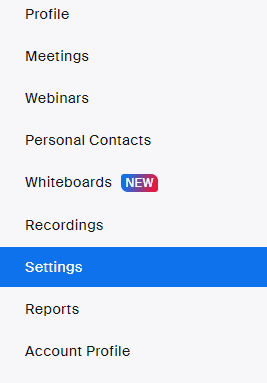 Profile
Meetings
Webinars
Personal Contacts
Whiteboards NEW
Recordings
Settings
Reports
Account Profile